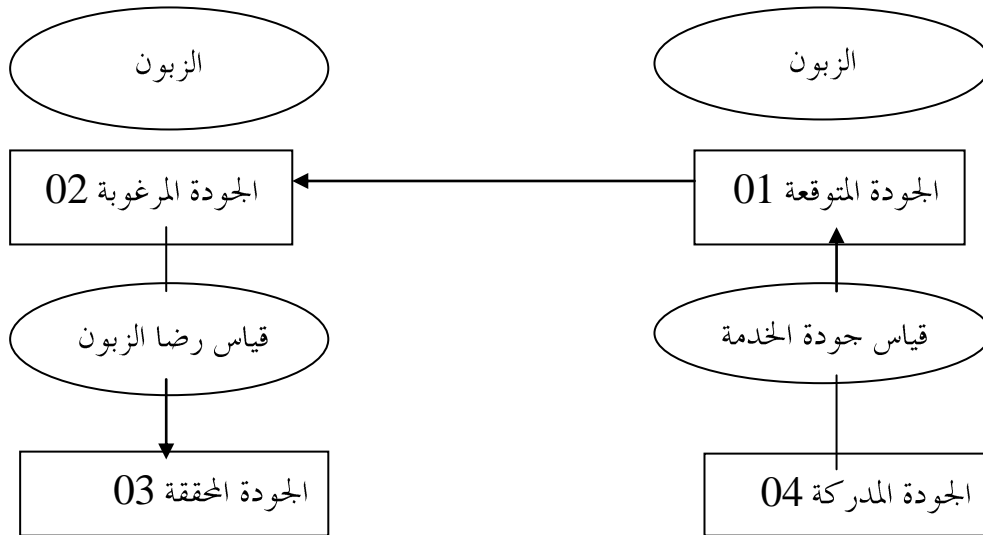 الزبون
الزبون
الجودة المتوقعة 01
الجودة المرغوبة 02
قياس جودة الخدمة
قياس رضا الزبون
الجودة المدركة 04
الجودة المحققة 03